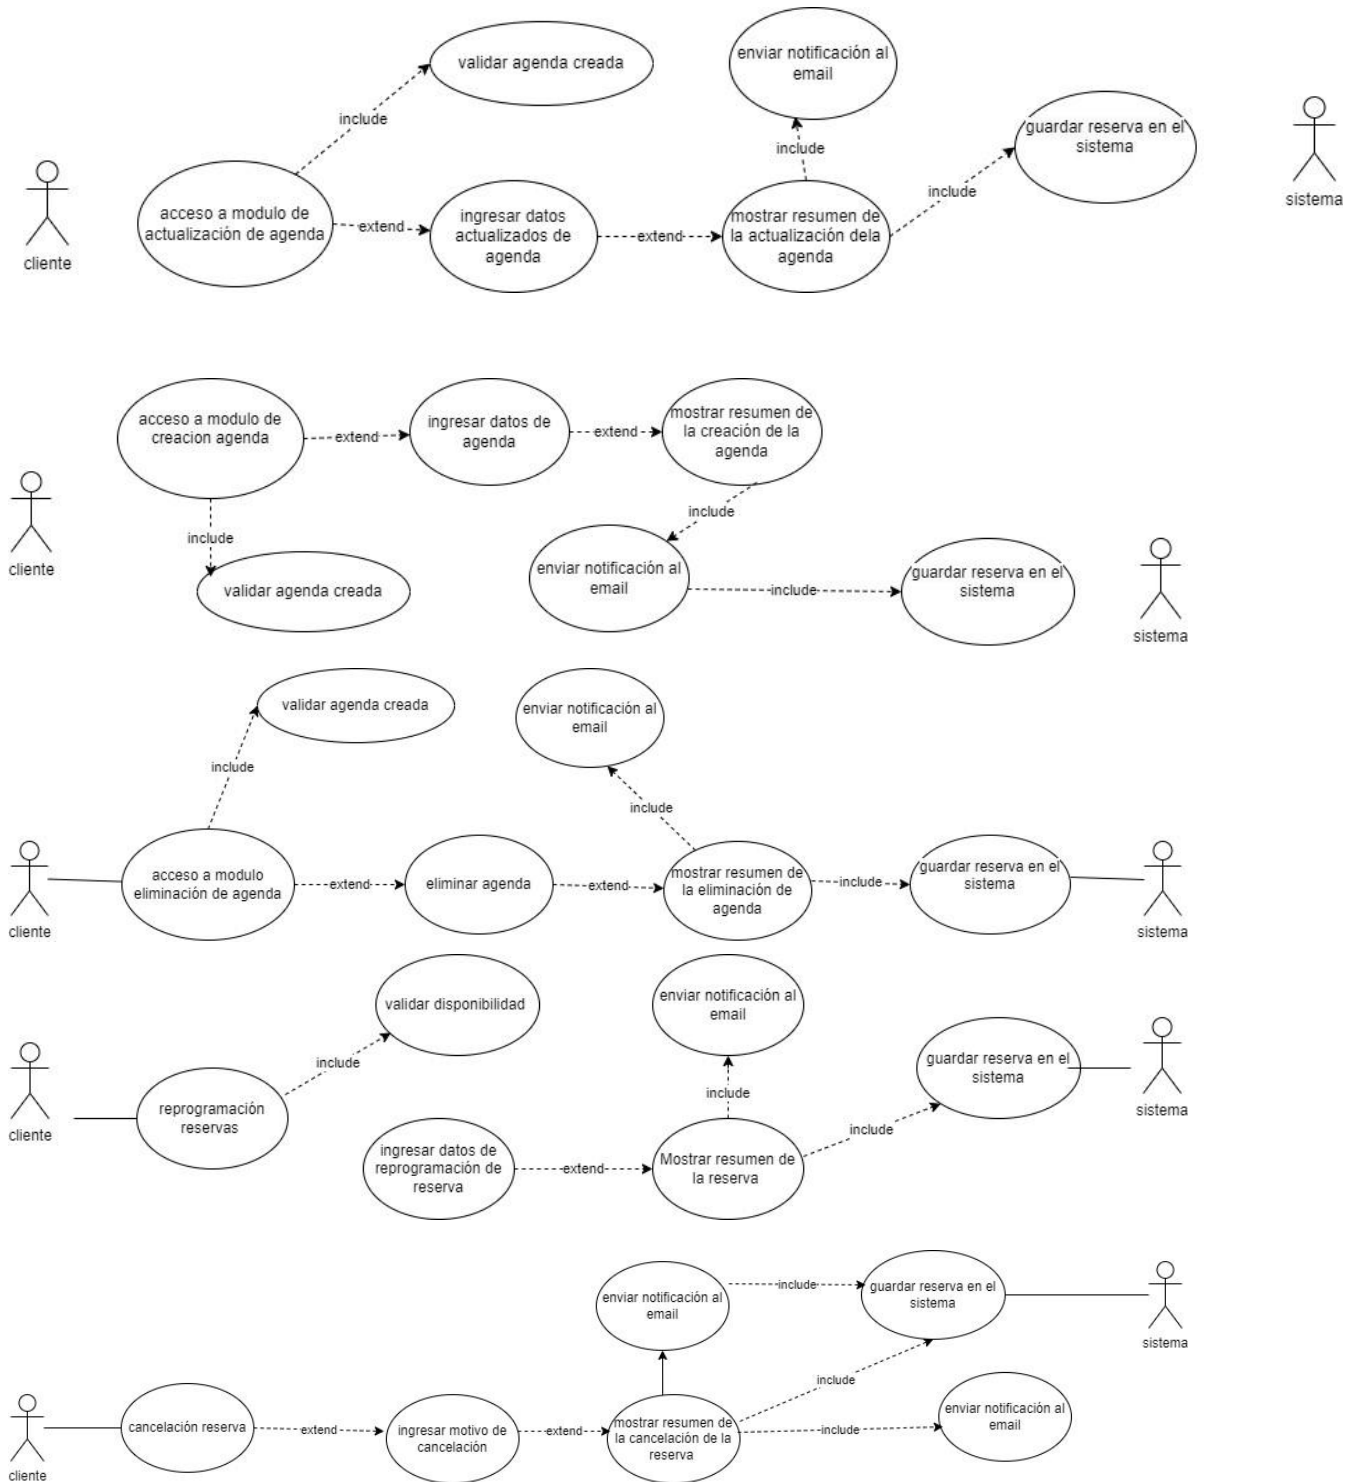 validar agenda creada
enviar notificación al
email
include
guardar reserva en el
sistema
include
include
sistema
acceso a modulo de
actualización de agenda
extend
ingresar datos
actualizados de
agenda
extend
mostrar resumen de
la actualización dela
agenda
cliente
acceso a modulo de
creacion agenda
extend
ingresar datos de
agenda
extend
mostrar resumen de
la creación de la
agenda
include
include
cliente
validar agenda creada
enviar notificación al
email
include
guardar reserva en el
sistema
sistema
validar agenda creada
enviar notificación al
email
include
include
cliente
acceso a modulo
eliminación de agenda
extend
eliminar agenda
extend
mostrar resumen de
la eliminación de
agenda
include
guardar reserva en el
sistema
sistema
validar disponibilidad
enviar notificación al
email
include
guardar reserva en el
sistema
sistema
cliente
reprogramación
reservas
include
include
ingresar datos de
reprogramación de
reserva
extend
Mostrar resumen de
la reserva
enviar notificación al
email
include
guardar reserva en el
sistema
sistema
include
cliente
cancelación reserva
extend
ingresar motivo de
cancelación
extend
mostrar resumen de
la cancelación de la
reserva
include
enviar notificación al
email